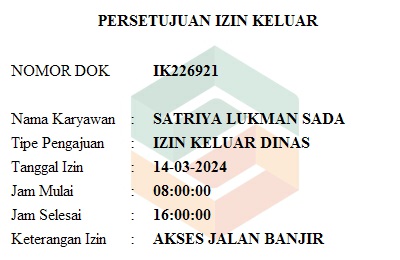 PERSETUJUAN IZIN KELUAR
NOMOR DOK IK226921
Nama Karyawan : SATRIYA LUKMAN SADA
Tipe Pengajuan : IZIN KELUAR DINAS
Tanggal Izin : 14-03-2024
Jam Mulai : 08:00:00
Jam Selesai : 16:00:00
Keterangan Izin : AKSES JALAN BANJIR